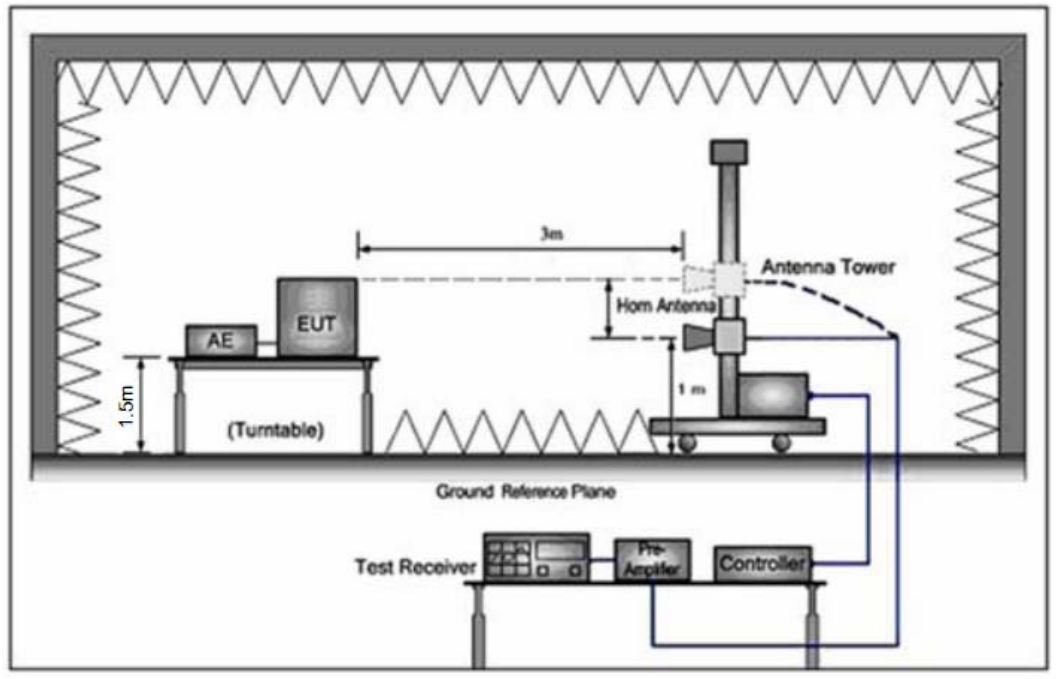 3m
Antenna Tower
Horn Antenna
EUT
AE
1 m
1.5m
(Turntable)
Ground Reference Plane
Test Receiver
Pre-
Amplifier
Controller